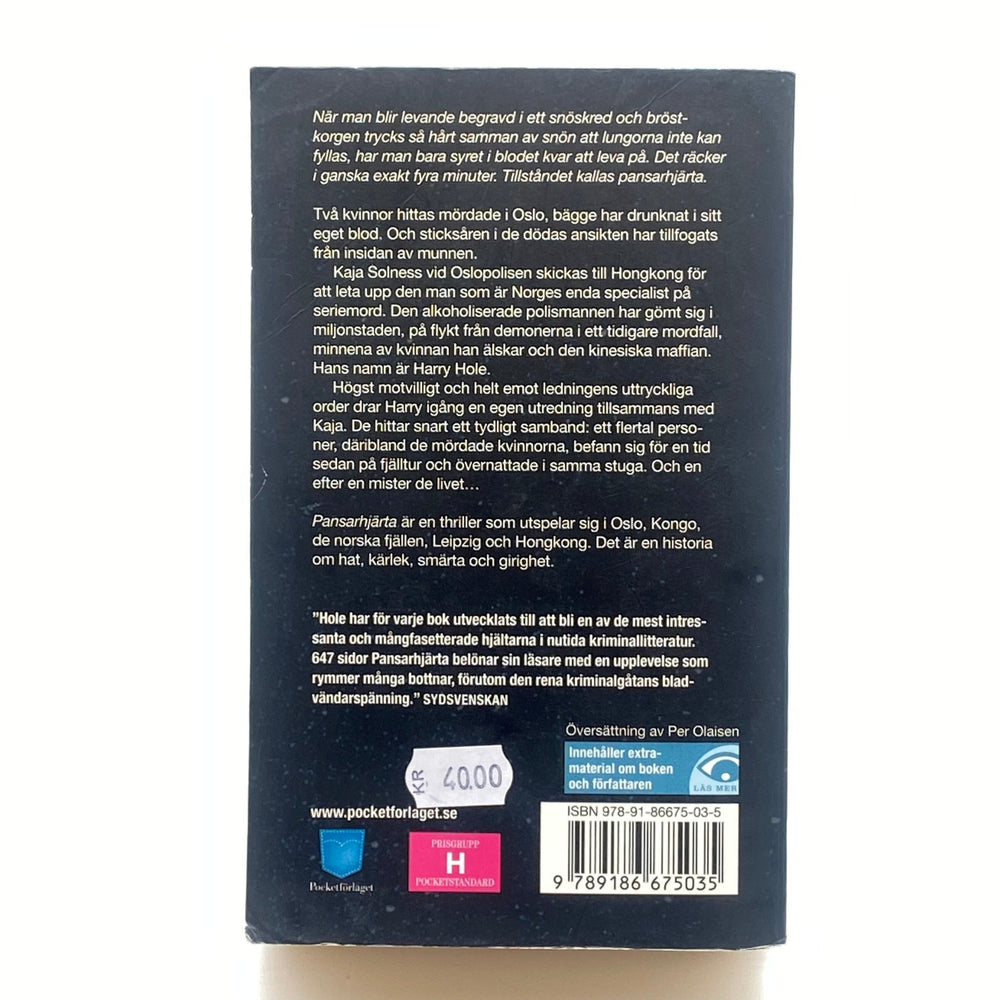 När man blir levande begravd i ett snöskred och bröst-
korgen trycks så hårt samman av snön att lungorna inte kan
fyllas, har man bara syret i blodet kvar att leva på. Det räcker
i ganska exakt fyra minuter. Tillståndet kallas pansarhjärta.
Två kvinnor hittas mördade i Oslo, bägge har drunknat i sitt
eget blod. Och sticksåren i de dödas ansikten har tillfogats
från insidan av munnen.
Kaja Solness vid Oslopolisen skickas till Hongkong för
att leta upp den man som är Norges enda specialist på
seriemord. Den alkoholiserade polismannen har gömt sig i
miljonstaden, på flykt från demonerna i ett tidigare mordfall,
minnena av kvinnan han älskar och den kinesiska maffian.
Hans namn är Harry Hole.
Högst motvilligt och helt emot ledningens uttryckliga
order drar Harry igång en egen utredning tillsammans med
Kaja. De hittar snart ett tydligt samband: ett flertal perso-
ner, däribland de mördade kvinnorna, befann sig för en tid
sedan på fjälltur och övernattade i samma stuga. Och en
efter en mister de livet…
Pansarhjärta är en thriller som utspelar sig i Oslo, Kongo,
de norska fjällen, Leipzig och Hongkong. Det är en historia
om hat, kärlek, smärta och girighet.
”Hole har för varje bok utvecklats till att bli en av de mest intres-
santa och mångfasetterade hjältarna i nutida kriminallitteratur.
647 sidor Pansarhjärta belönar sin läsare med en upplevelse som
rymmer många bottnar, förutom den rena kriminalgåtans blad-
vändarspänning.” SYDSVENSKAN
Översättning av Per Olaisen
Innehåller extra-
material om boken
och författaren
LÄS MER
KR 40.00
www.pocketforlaget.se
Pocketförlaget
PRISGRUPP
H
POCKETSTANDARD
ISBN 978-91-86675-03-5
9 789186 675035